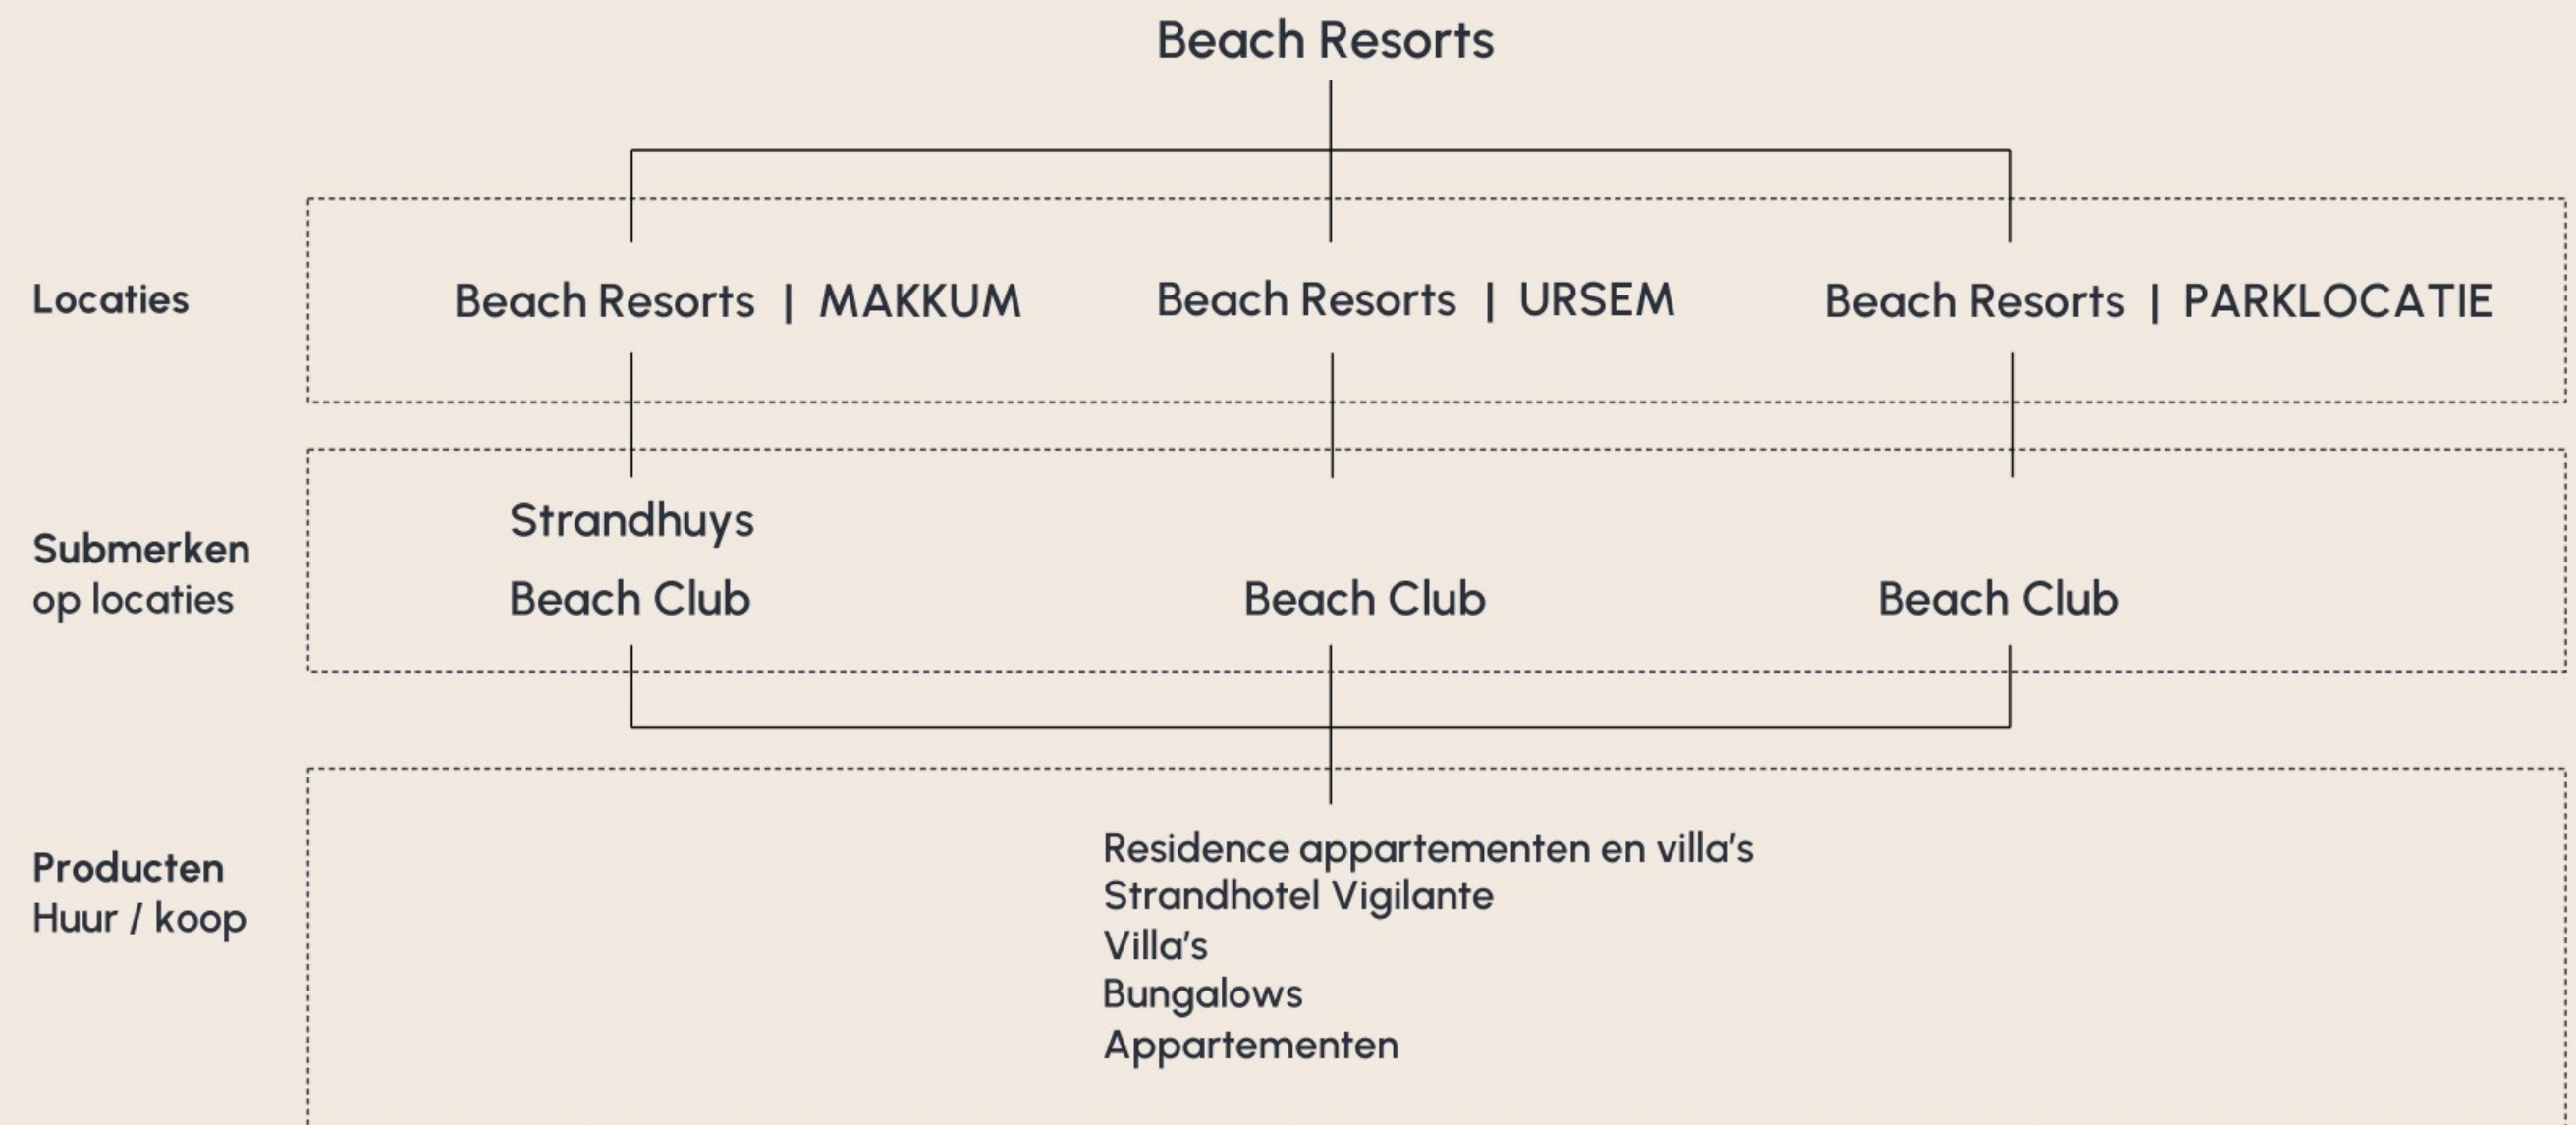 Beach Resorts
Locaties
Beach Resorts | MAKKUM
Beach Resorts | URSEM
Beach Resorts | PARKLOCATIE
Submerken
op locaties
Strandhuys
Beach Club
Beach Club
Beach Club
Producten
Huur / koop
Residence appartementen en villa's
Strandhotel Vigilante
Villa's
Bungalows
Appartementen